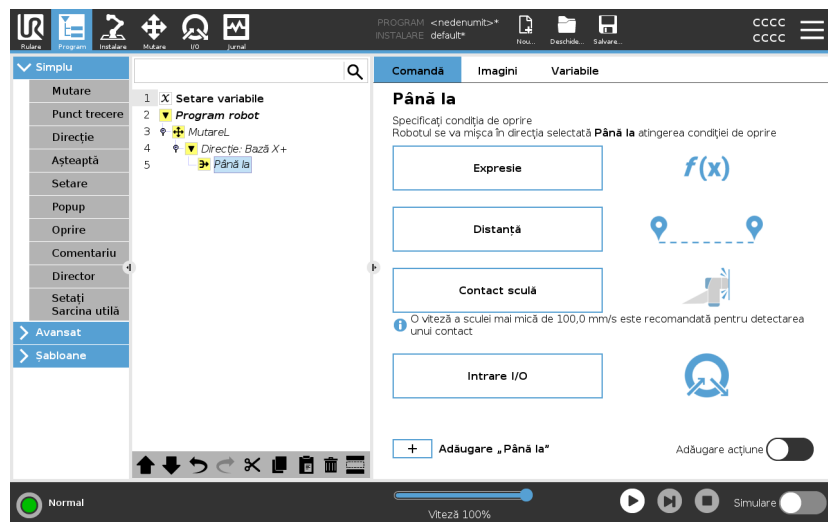 PROGRAM <nedenumit>*
INSTALARE default*
UR
Rulare
Program
Instalare
Mutare
I/O
Jurnal
Nou...
Deschide...
Salvare...
cccc
cccc
Simplu
Mutare
Punct trecere
Direcție
Așteaptă
Setare
Popup
Oprire
Comentariu
Director
Setați
Sarcina utilă
Avansat
Șabloane
1 X Setare variabile
2 Program robot
3 MutareL
4 Direcție: Bază X+
5 Până la
Comandă Imagini Variabile
Până la
Specificați condiția de oprire
Robotul se va mișca în direcția selectată Până la atingerea condiției de oprire
Expresie
f(x)
Distanță
Contact sculă
O viteză a sculei mai mică de 100,0 mm/s este recomandată pentru detectarea
unui contact
Intrare I/O
+ Adăugare „Până la”
Adăugare acțiune
Normal
Viteză 100%
Simulare